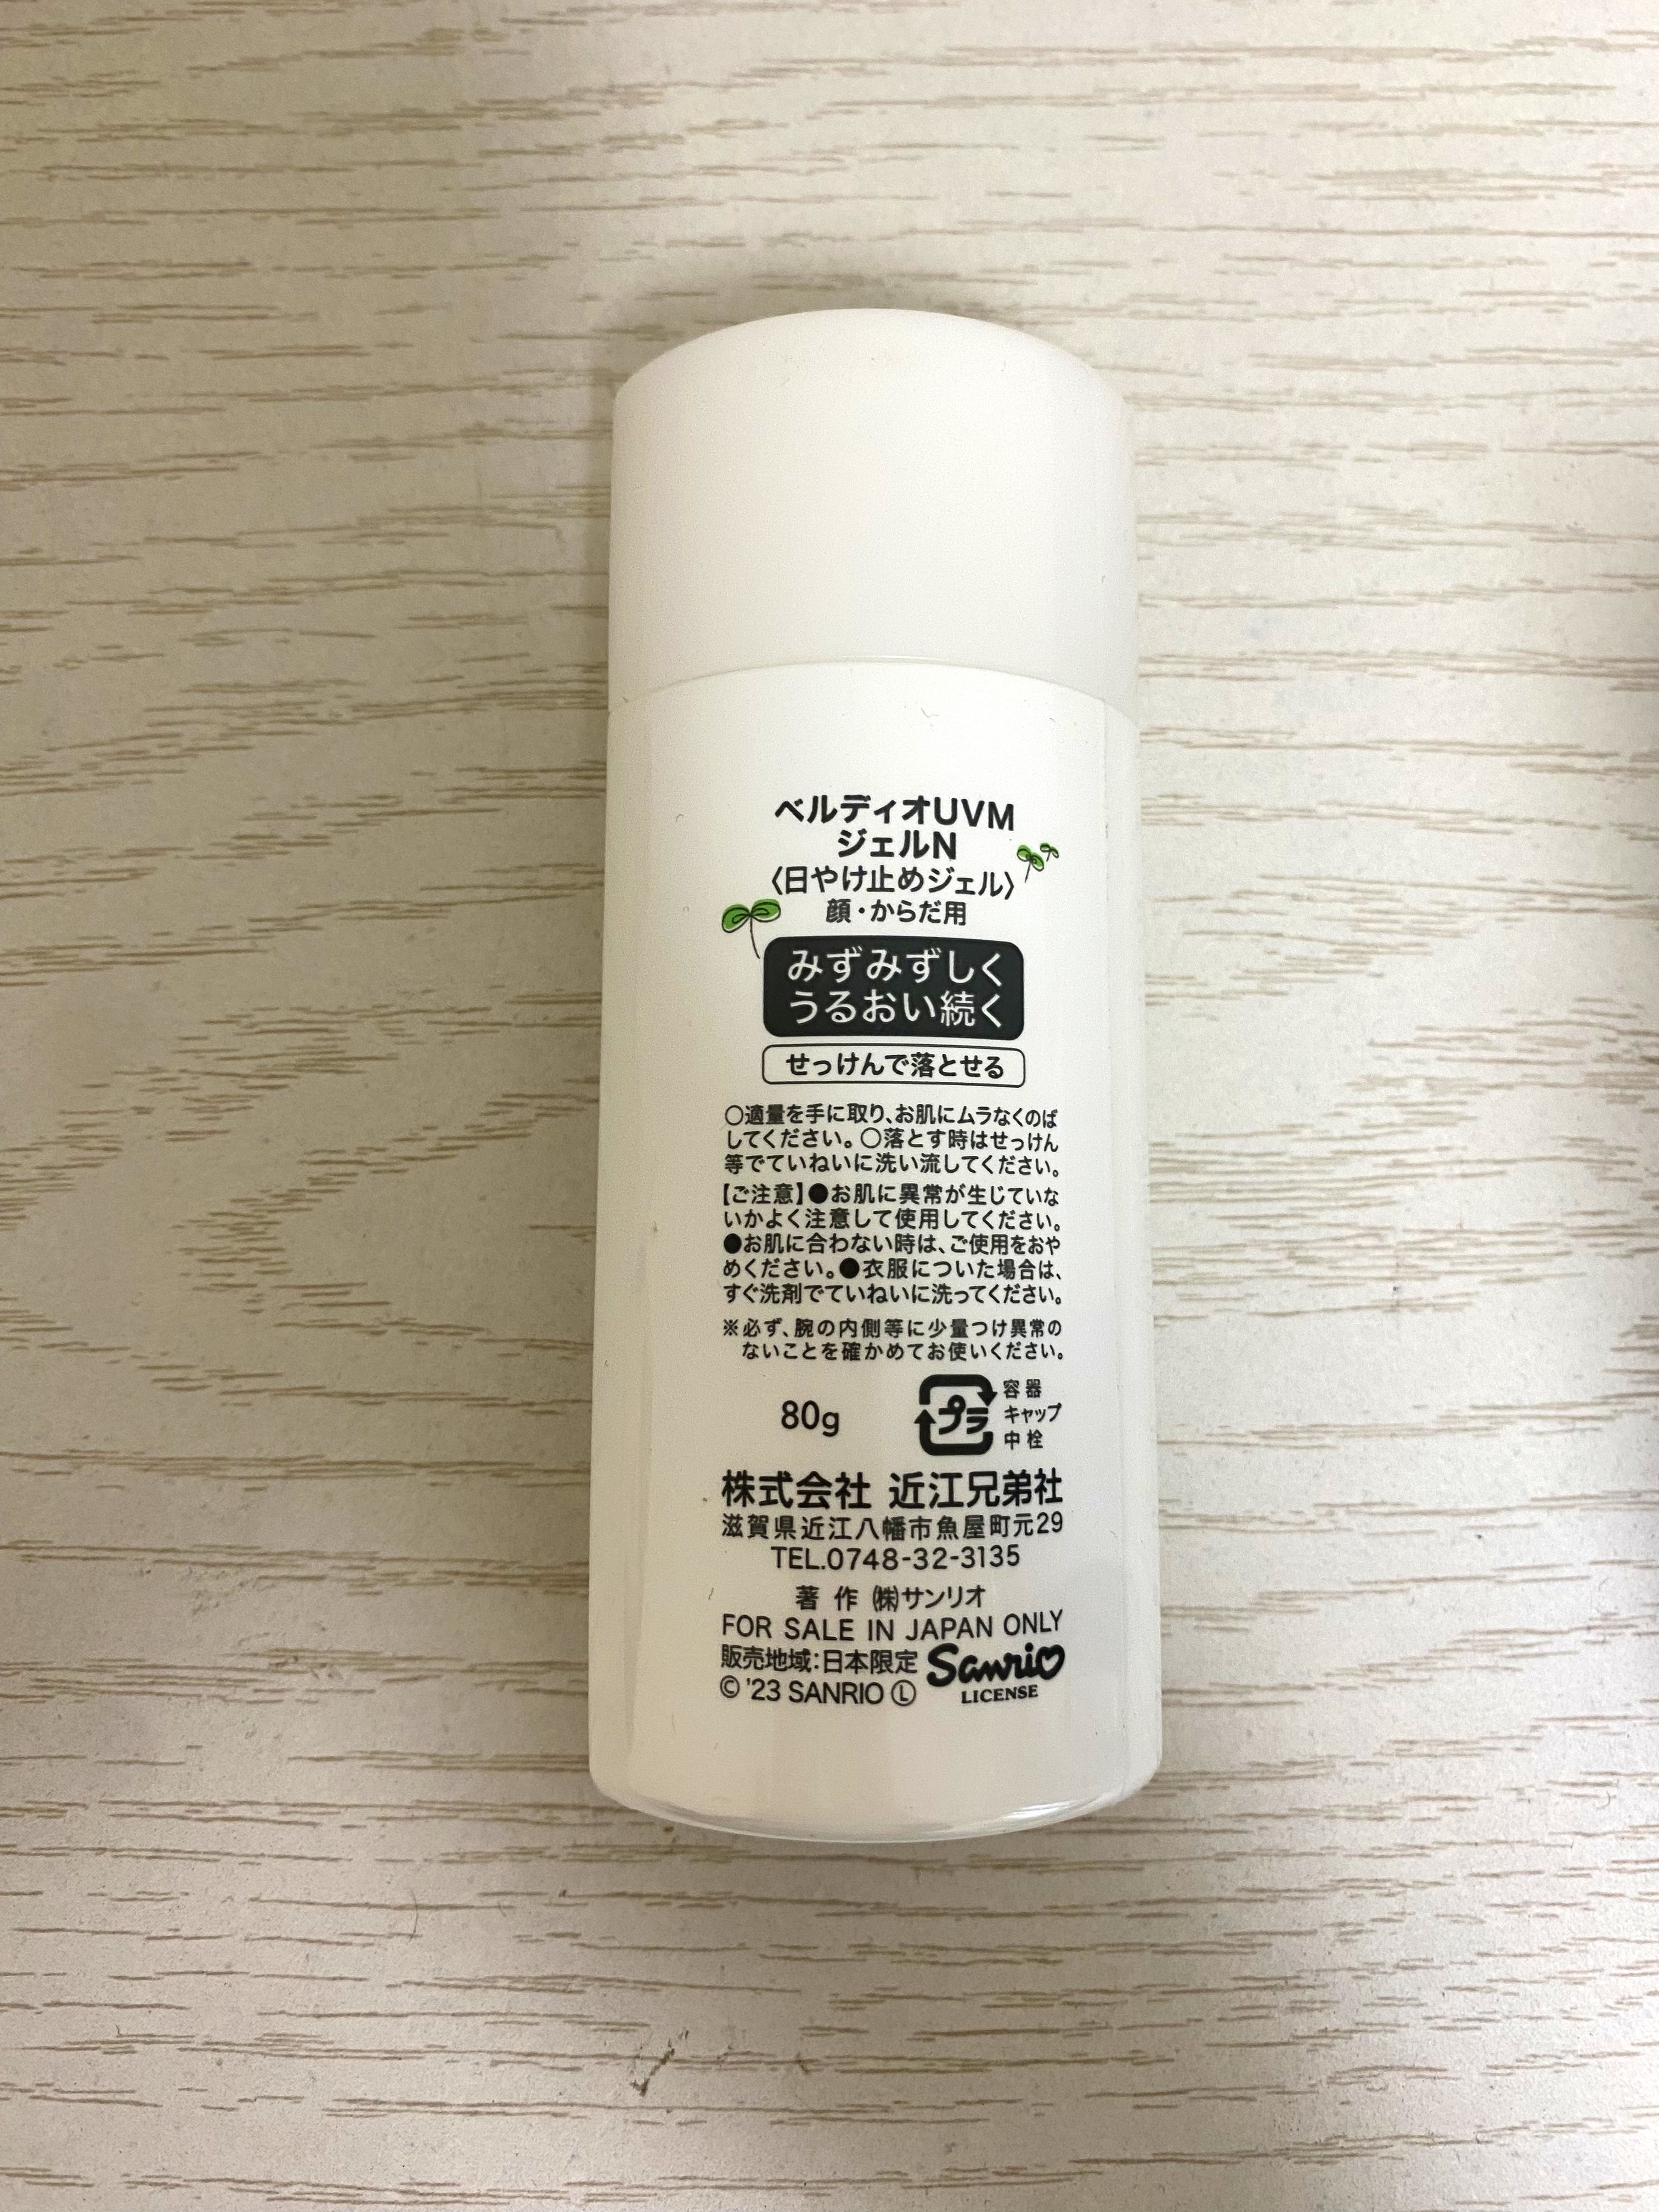 ベルディオUVM
ジェルN
〈日やけ止めジェル〉
顔・からだ用
みずみずしく
うるおい続く
せっけんで落とせる
○適量を手に取り、お肌にムラなくのば
してください。○落とす時はせっけん
等でていねいに洗い流してください。
【ご注意】●お肌に異常が生じていな
いかよく注意して使用してください。
●お肌に合わない時は、ご使用をおや
めください。●衣服についた場合は、
すぐ洗剤でていねいに洗ってください。
※必ず、腕の内側等に少量つけ異常の
ないことを確かめてお使いください。
80g
プラ
容器
キャップ
中栓
株式会社 近江兄弟社
滋賀県近江八幡市魚屋町元29
TEL.0748-32-3135
著作 ㈱サンリオ
FOR SALE IN JAPAN ONLY
販売地域:日本限定
© '23 SANRIO Ⓛ
Sanrio
LICENSE